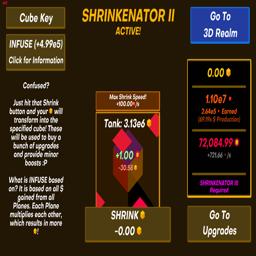 Cube Key
SHRINKENATOR II
ACTIVE!
Go To
3D Realm
INFUSE (+4.99e5)
Click for Information
Confused?
Just hit that Shrink
button and your
will
transform into the
specified cube! These
will be used to buy
a bunch of upgrades
and provide minor
boosts :P
What is INFUSE based
on? It is based on all $
gained from all
Planes. Each Plane
multiplies each other,
which results in more
!
Max Shrink Speed!
+100.00 /s
Tank: 3.13e6
+1.00
-30.58
SHRINK
-0.00
0.00
1.10e7
2.64e5 + Earned
$ Production)
72,084.99
+721.66 /s
SHRINKENATOR III
Required
Go To
Upgrades